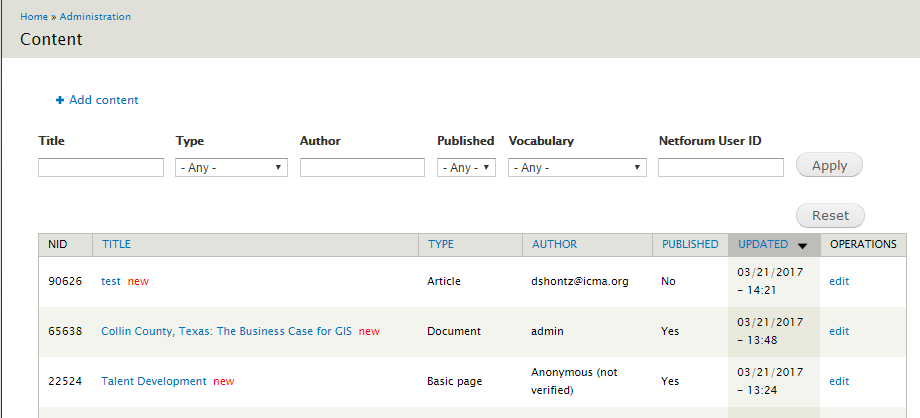 Home » Administration
Content
Add content
Title Type Author Published Vocabulary Netforum User ID
- Any - - Any - - Any - Apply
Reset
NID TITLE TYPE AUTHOR PUBLISHED UPDATED OPERATIONS
90626 test new Article dshontz@icma.org No 03/21/2017 edit
- 14:21
65638 Collin County, Texas: The Business Case for GIS new Document admin Yes 03/21/2017 edit
- 13:48
22524 Talent Development new Basic page Anonymous (not Yes 03/21/2017 edit
verified) - 13:24